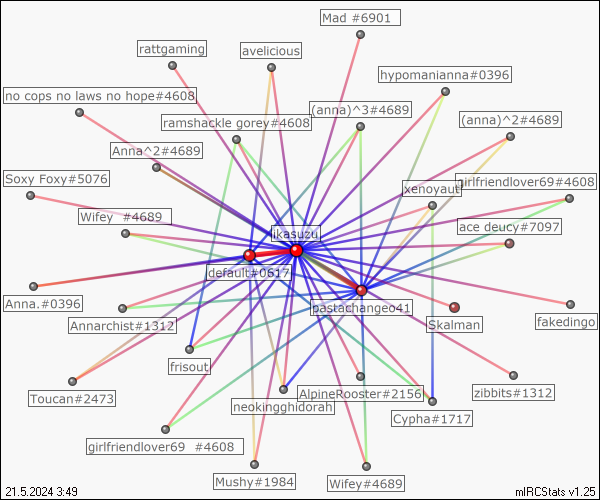 Mad #6901
rattgaming
avelicious
hypomanianna#0396
no cops no laws no hope#4608
(anna)^3#4689
ramshackle gorey#4608
(anna)^2#4689
Anna^2#4689
Soxy Foxy#5076
girlfriendlover69#4608
xenoyaut
Wifey #4689
ace deucy#7097
ikasuzu
default#0617
Anna.#0396
pastachangeo41
Annarchist#1312
Skalman
fakedingo
frisout
Toucan#2473
AlpineRooster#2156
zibbits#1312
neokingghidorah
Cypha#1717
girlfriendlover69 #4608
Mushy#1984
Wifey#4689
21.5.2024 3:49
mIRCStats v1.25